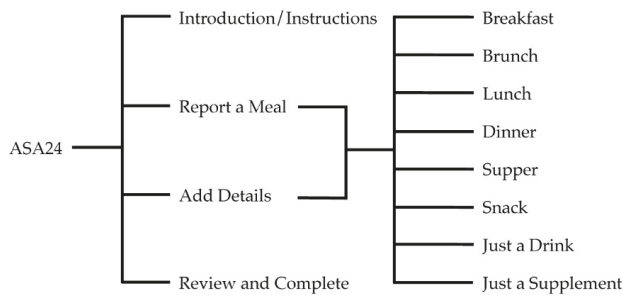 ASA24
Introduction/Instructions
Report a Meal
Add Details
Review and Complete
Breakfast
Brunch
Lunch
Dinner
Supper
Snack
Just a Drink
Just a Supplement